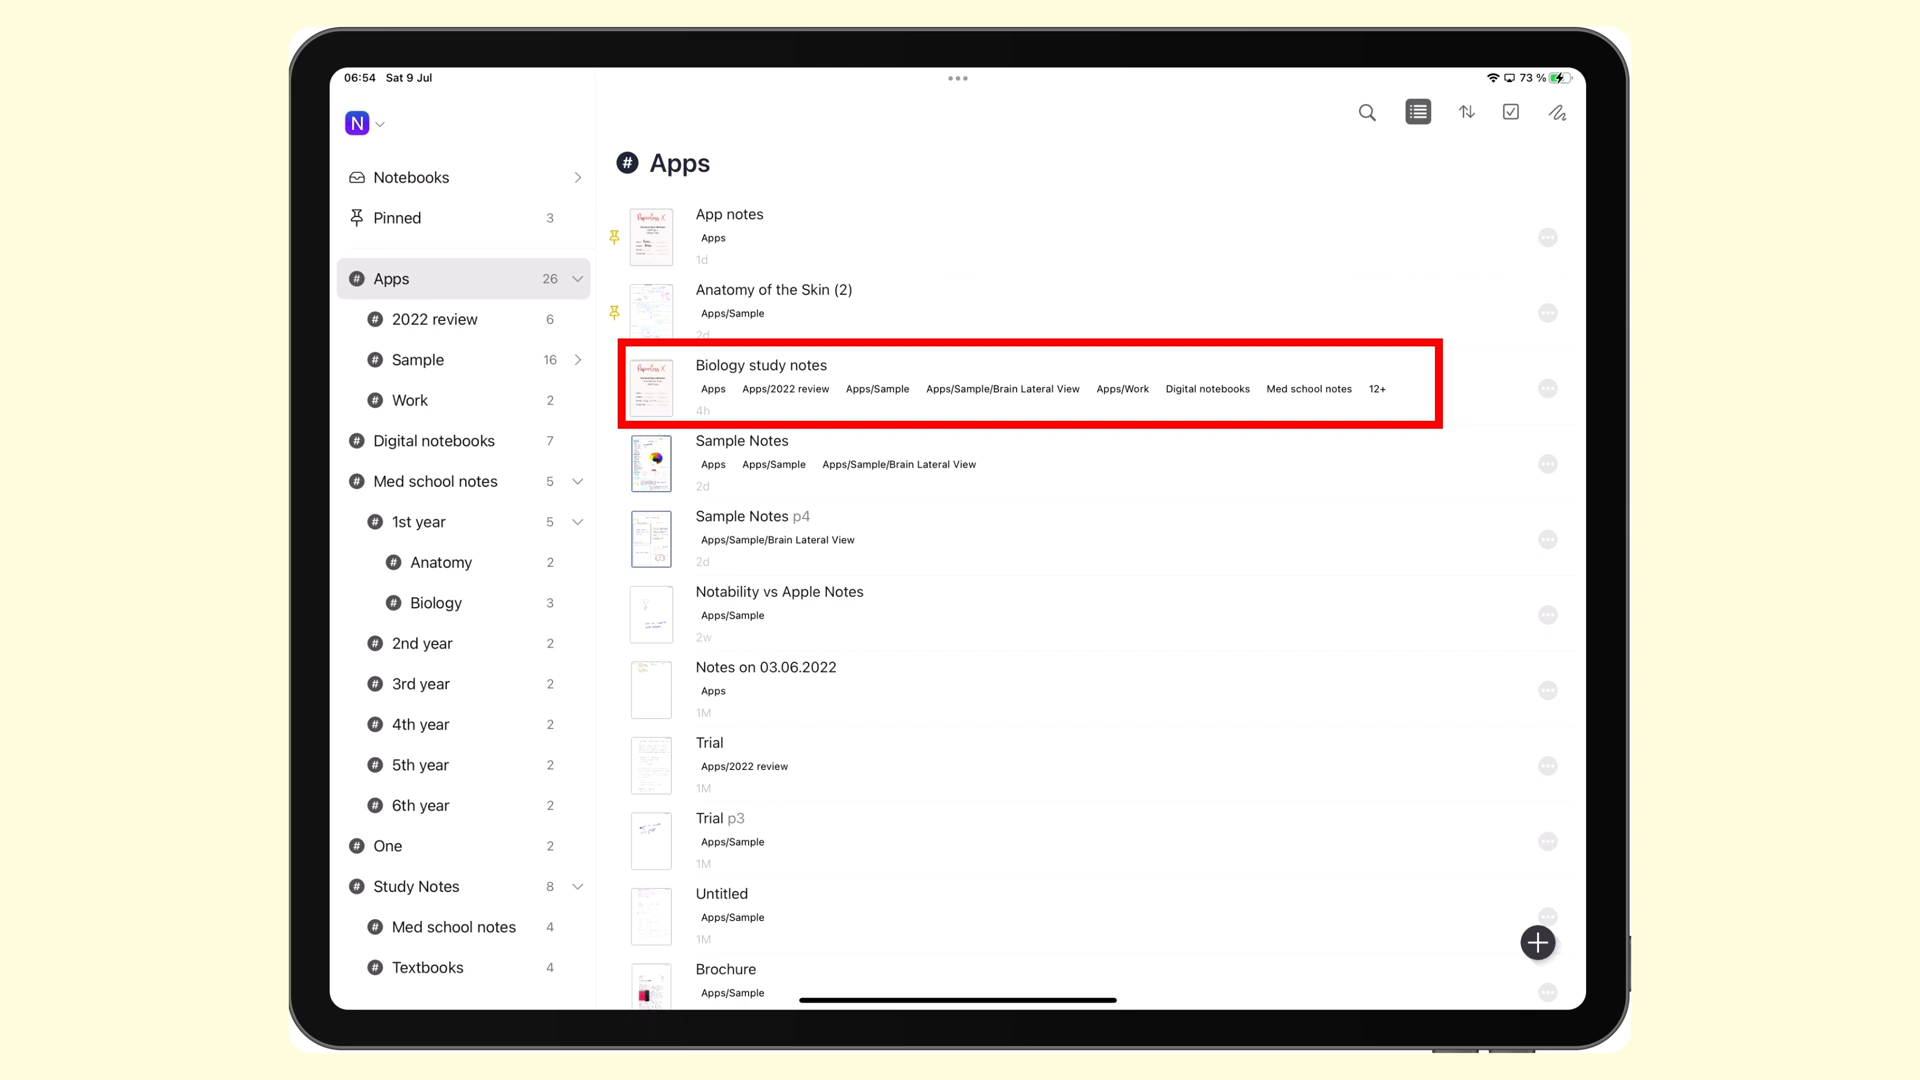 06:54 Sat 9 Jul
73 %
N
Notebooks
Pinned 3
# Apps 26
# 2022 review 6
# Sample 16
# Work 2
# Digital notebooks 7
# Med school notes 5
# 1st year 5
# Anatomy 2
# Biology 3
# 2nd year 2
# 3rd year 2
# 4th year 2
# 5th year 2
# 6th year 2
# One 2
# Study Notes 8
# Med school notes 4
# Textbooks 4
# Apps
Paperless X
App notes
Apps
1d
Anatomy of the Skin (2)
Apps/Sample
2d
Paperless X
Biology study notes
Apps Apps/2022 review Apps/Sample Apps/Sample/Brain Lateral View Apps/Work Digital notebooks Med school notes 12+
4h
Sample Notes
Apps Apps/Sample Apps/Sample/Brain Lateral View
2d
Sample Notes p4
Apps/Sample/Brain Lateral View
2d
Notability vs Apple Notes
Apps/Sample
2w
Notes on 03.06.2022
Apps
1M
Trial
Apps/2022 review
1M
Trial p3
Apps/Sample
1M
Untitled
Apps/Sample
1M
Brochure
Apps/Sample